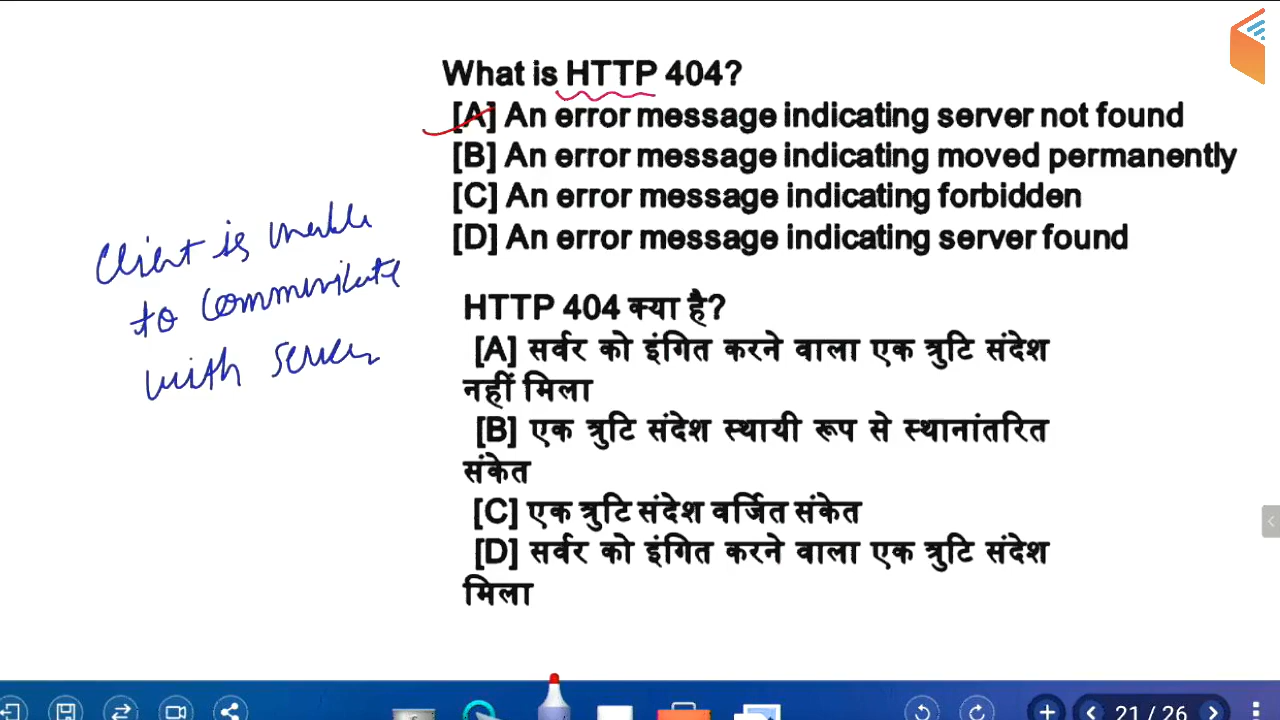 What is HTTP 404?
[A] An error message indicating server not found
[B] An error message indicating moved permanently
[C] An error message indicating forbidden
[D] An error message indicating server found
Client is unable
to communicate
with server
HTTP 404 क्या है?
[A] सर्वर को इंगित करने वाला एक त्रुटि संदेश
नहीं मिला
[B] एक त्रुटि संदेश स्थायी रूप से स्थानांतरित
संकेत
[C] एक त्रुटि संदेश वर्जित संकेत
[D] सर्वर को इंगित करने वाला एक त्रुटि संदेश
मिला
21 / 26